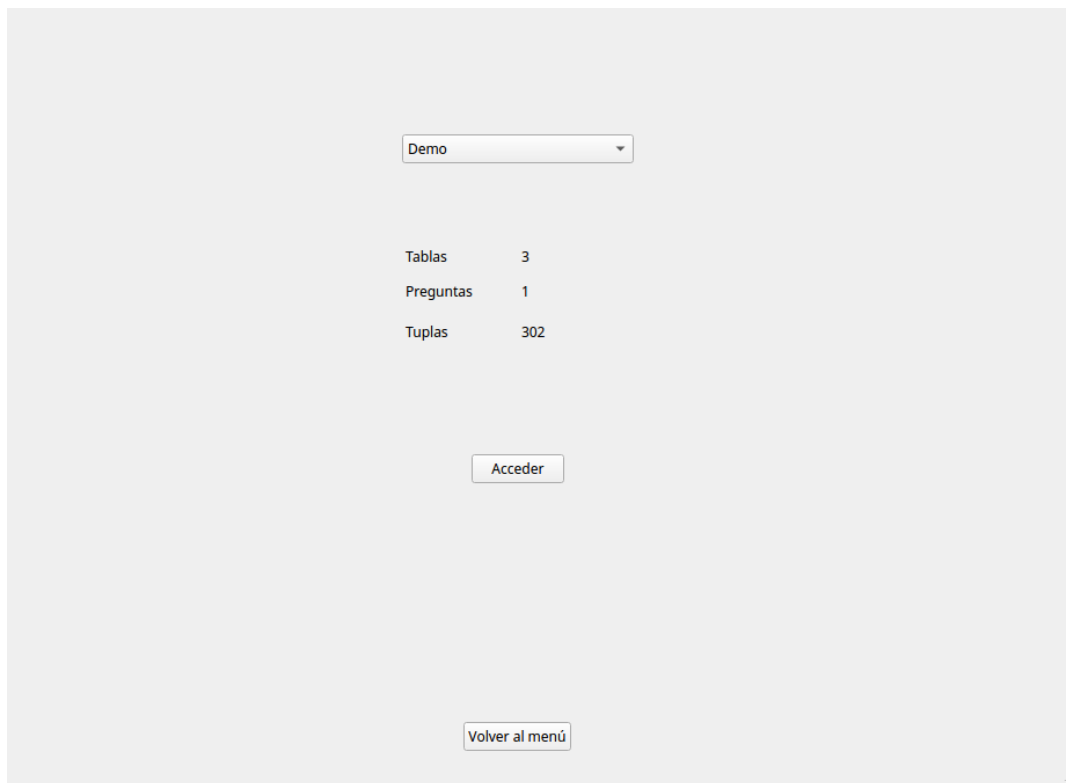 Demo
Tablas 3
Preguntas 1
Tuplas 302
Acceder
Volver al menú